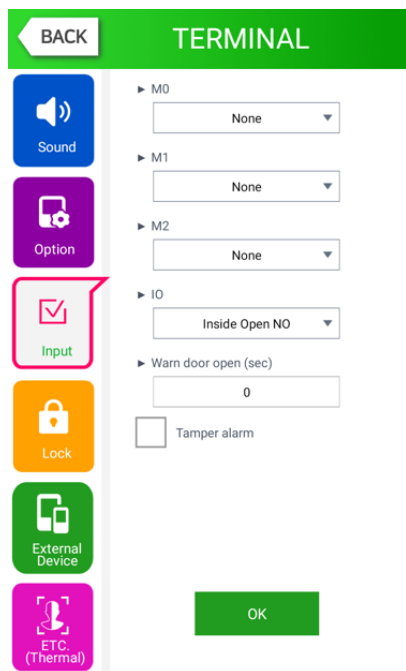 BACK
TERMINAL
Sound
Option
Input
Lock
External
Device
ETC.
(Thermal)
► M0
None
► M1
None
► M2
None
► IO
Inside Open NO
► Warn door open (sec)
0
Tamper alarm
OK